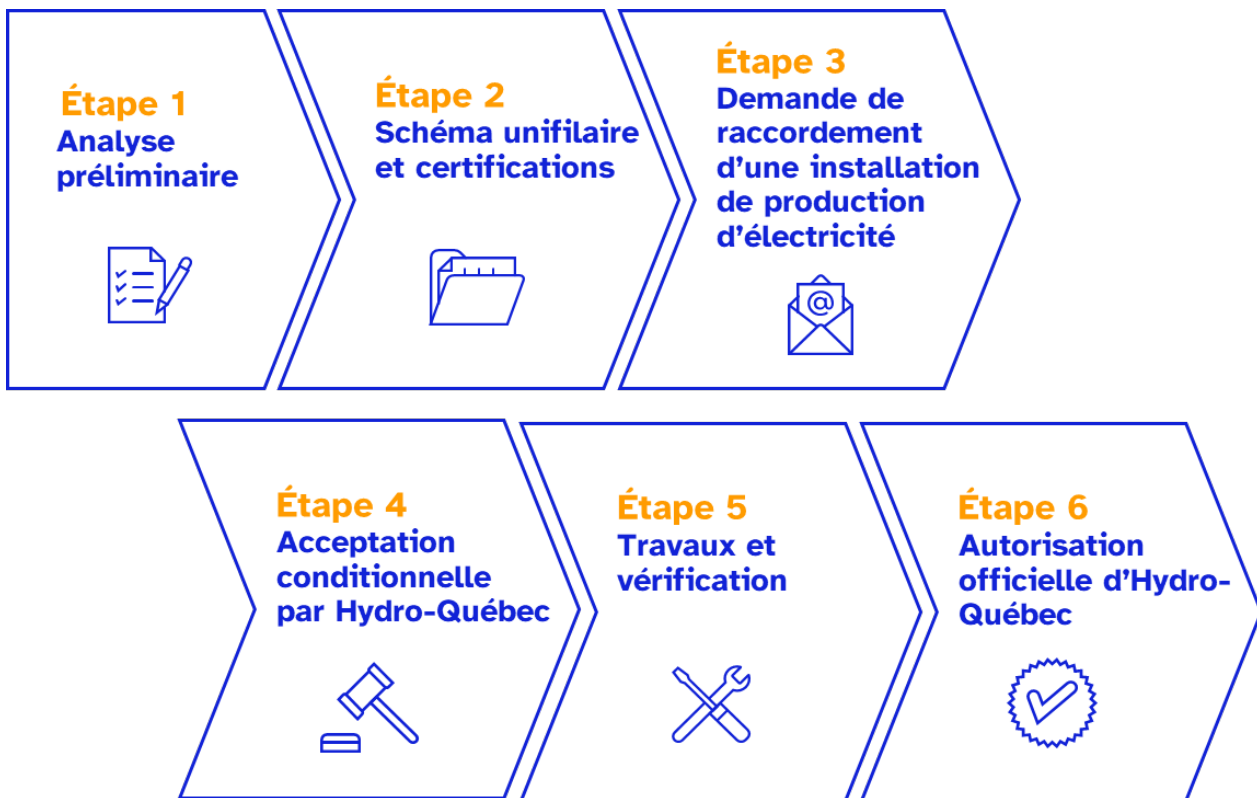 Étape 1
Analyse
préliminaire
Étape 2
Schéma unifilaire
et certifications
Étape 3
Demande de
raccordement
d’une installation
de production
d’électricité
@
Étape 4
Acceptation
conditionnelle
par Hydro-Québec
Étape 5
Travaux et
vérification
Étape 6
Autorisation
officielle d’Hydro-
Québec